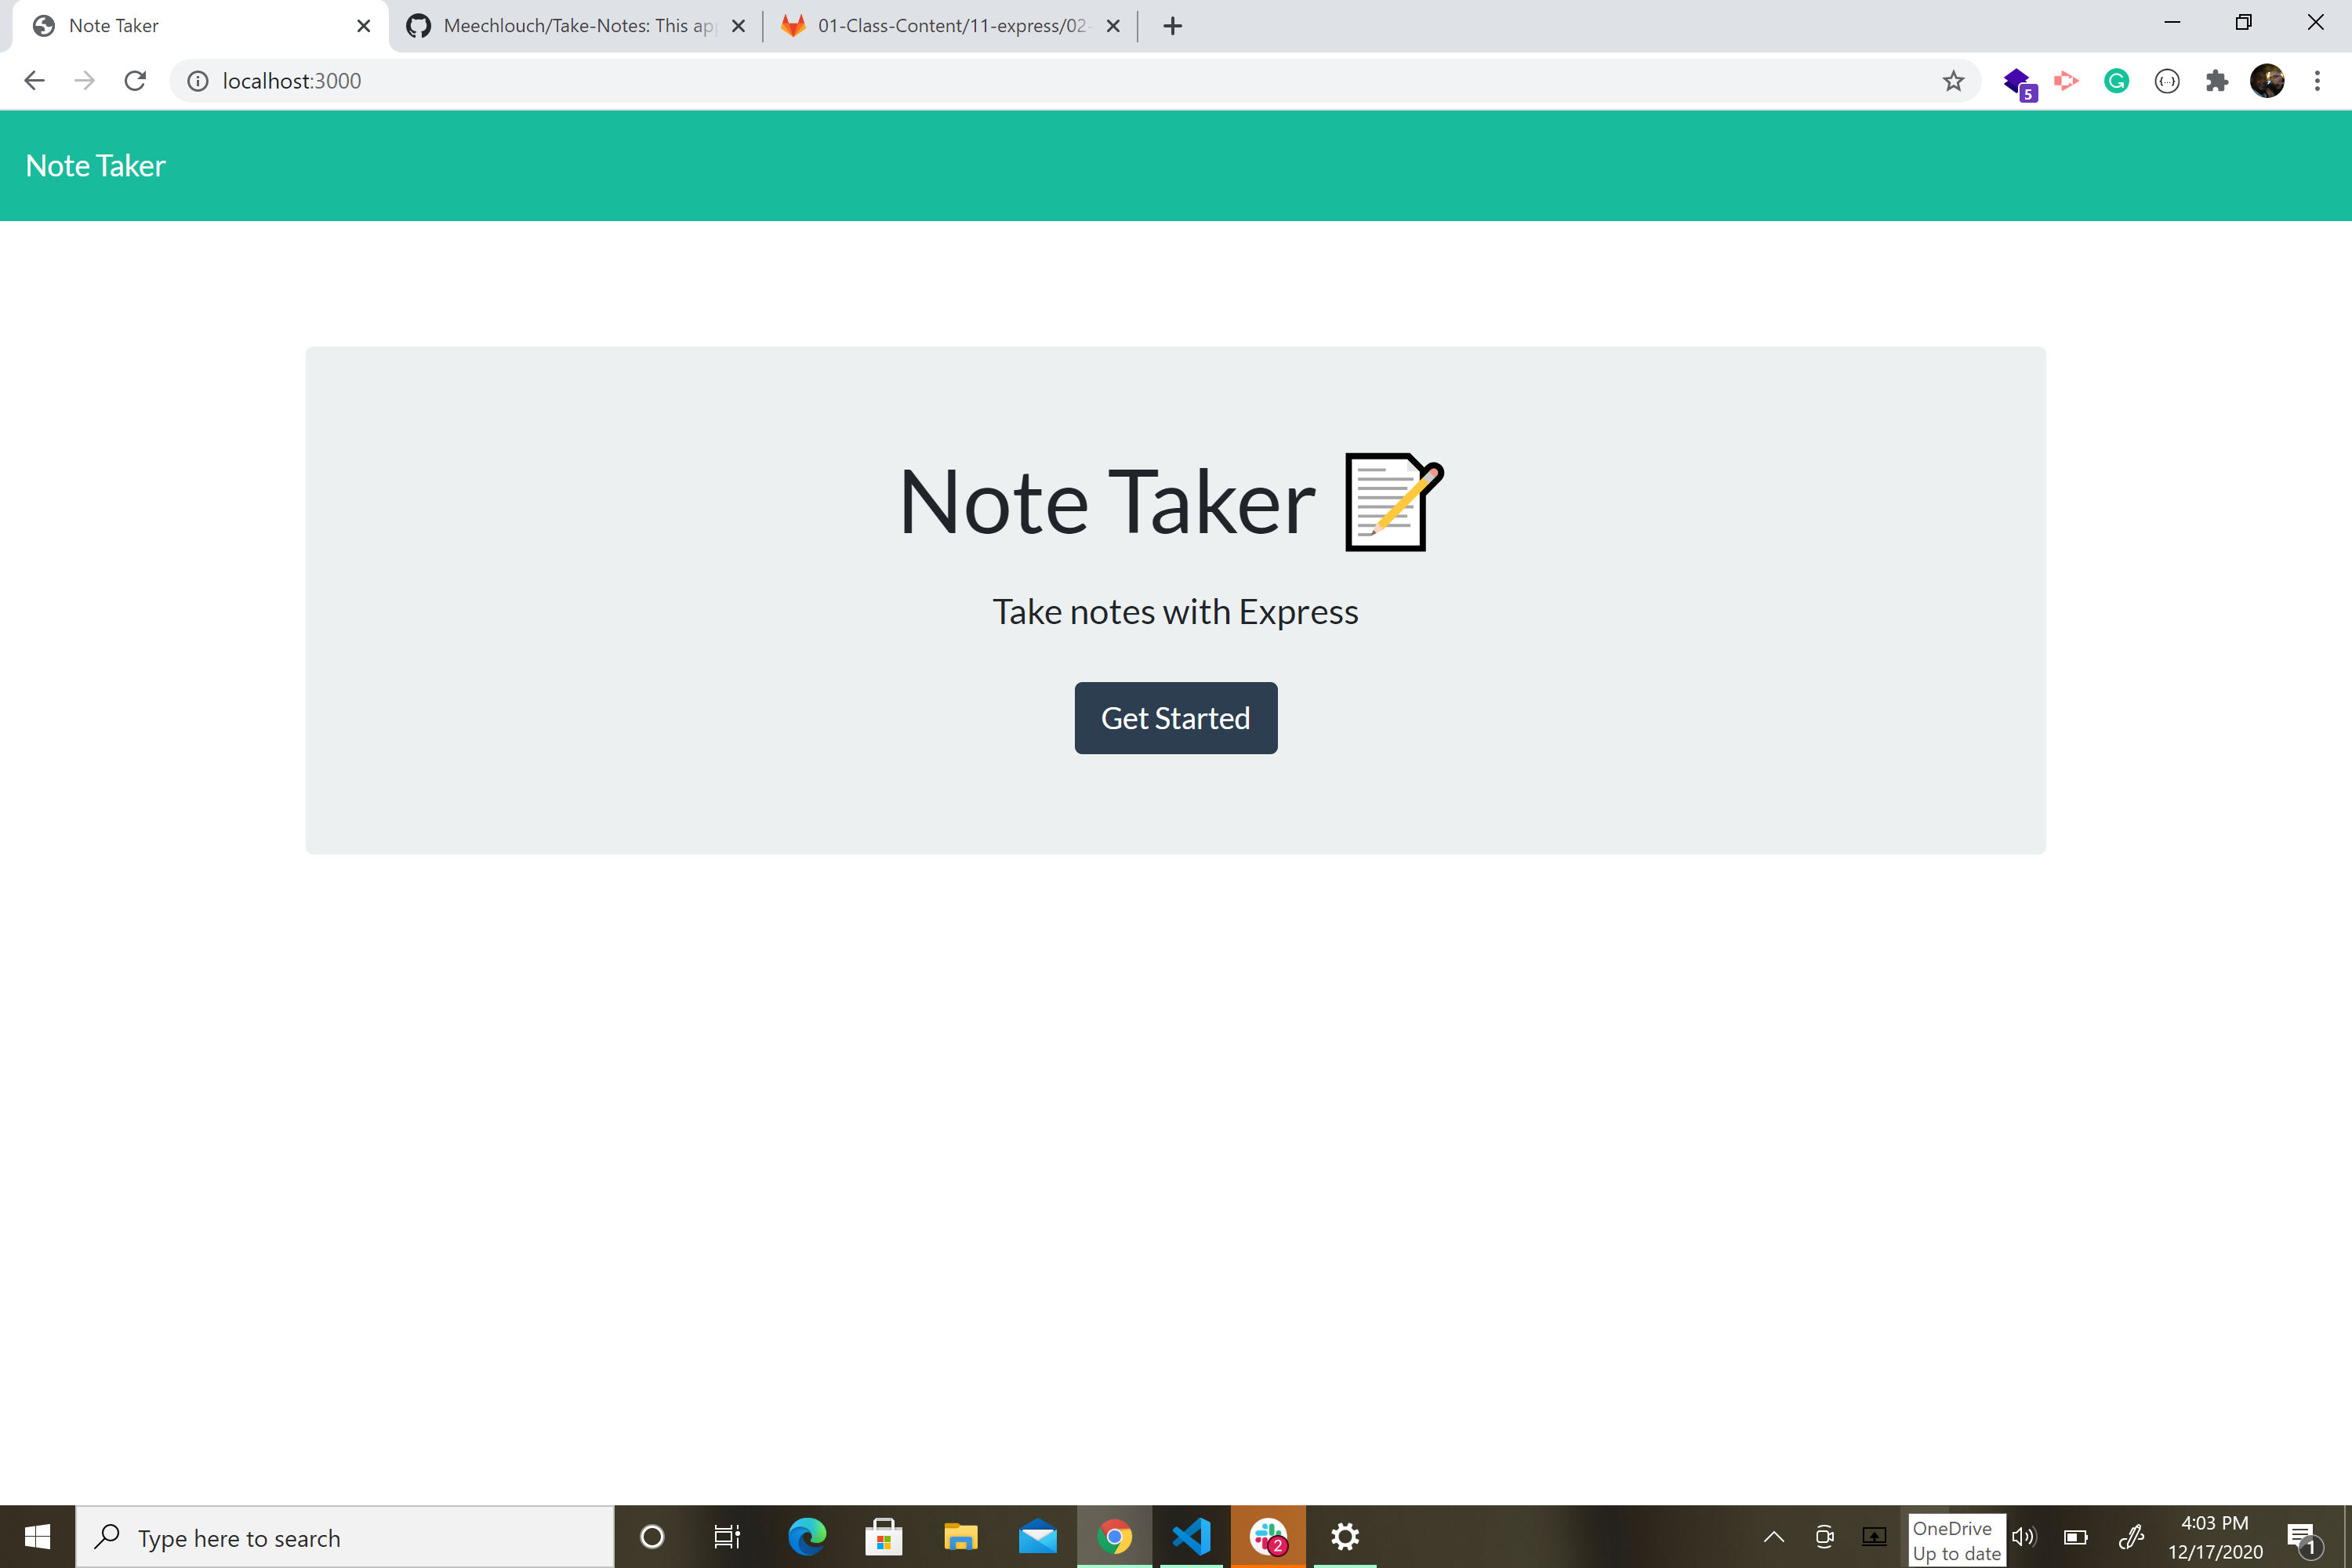 Note Taker
Meechlouch/Take-Notes: This ap
01-Class-Content/11-express/02-
localhost:3000
5
Note Taker
Note Taker
Take notes with Express
Get Started
Type here to search
2
OneDrive
Up to date
4:03 PM
12/17/2020
1